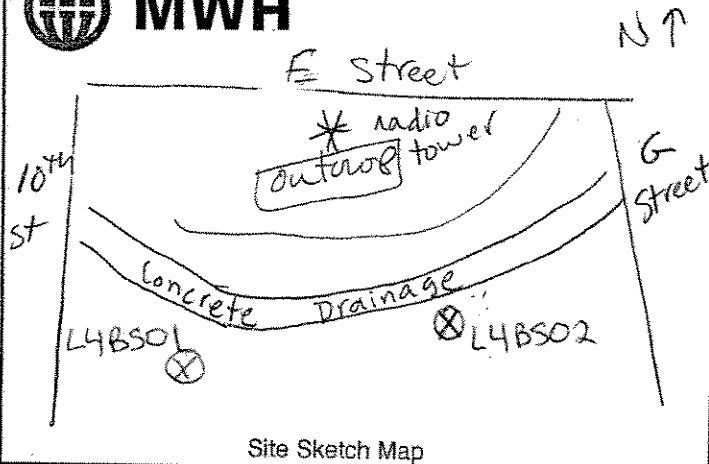 MWH
N ↑
E Street
radio
tower
outcrop
10th
st
G
Street
Concrete Drainage
L4BS01
L4BS02
Site Sketch Map